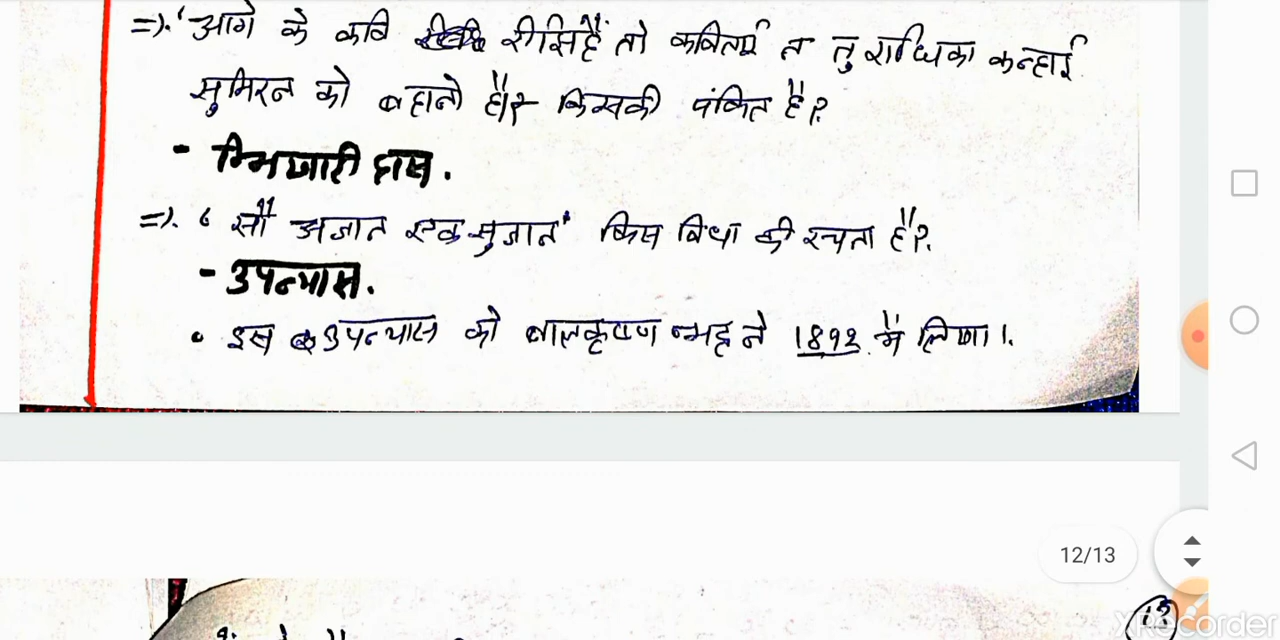 =). 'आगे के कवि रीसिहैं तो कविताई न तु राधिका कन्हाई
सुमिरन को बहानो है।" किसकी पंक्ति है?
- भिखारी दास.
=). " सौ अजान एक सुजान" किस विधा की रचना है?
- उपन्यास.
• इस उपन्यास को बालकृष्ण भट्ट ने 1892 में लिखा।
12/13
13
XRecorder